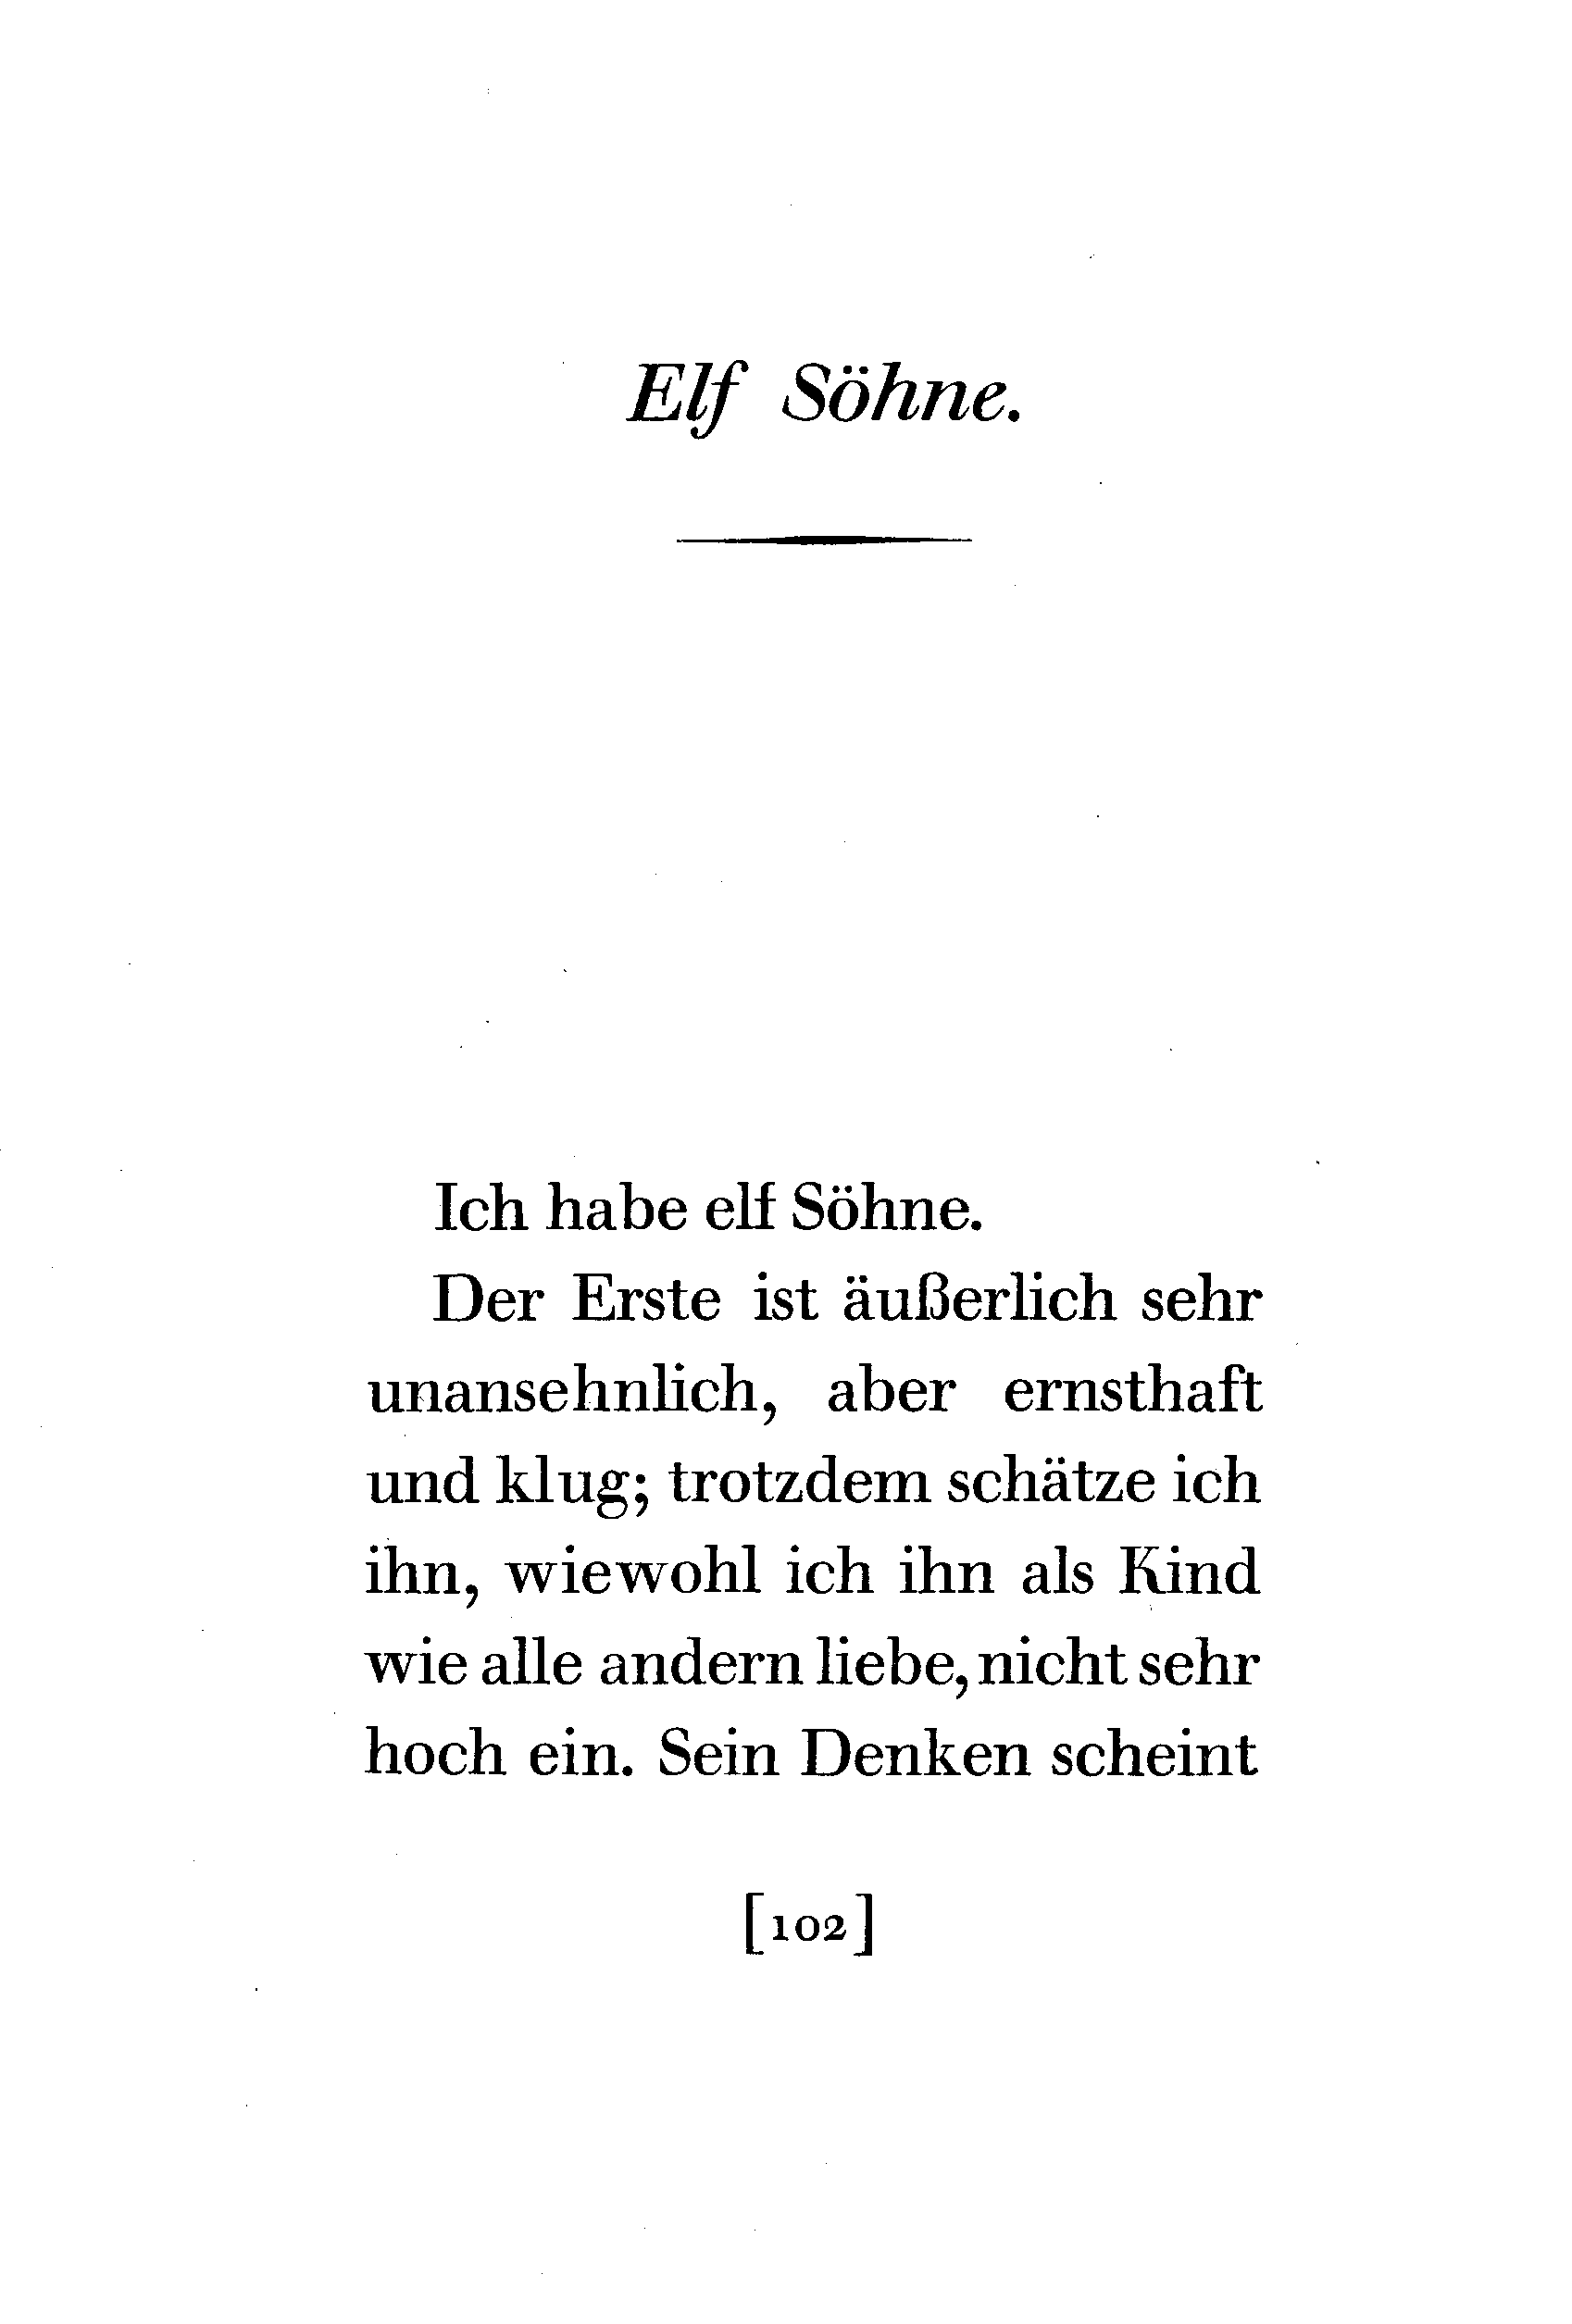 Elf Söhne.
Ich habe elf Söhne.
Der Erste ist äußerlich sehr
unansehnlich, aber ernsthaft
und klug; trotzdem schätze ich
ihn, wiewohl ich ihn als Kind
wie alle andern liebe, nicht sehr
hoch ein. Sein Denken scheint
[102]